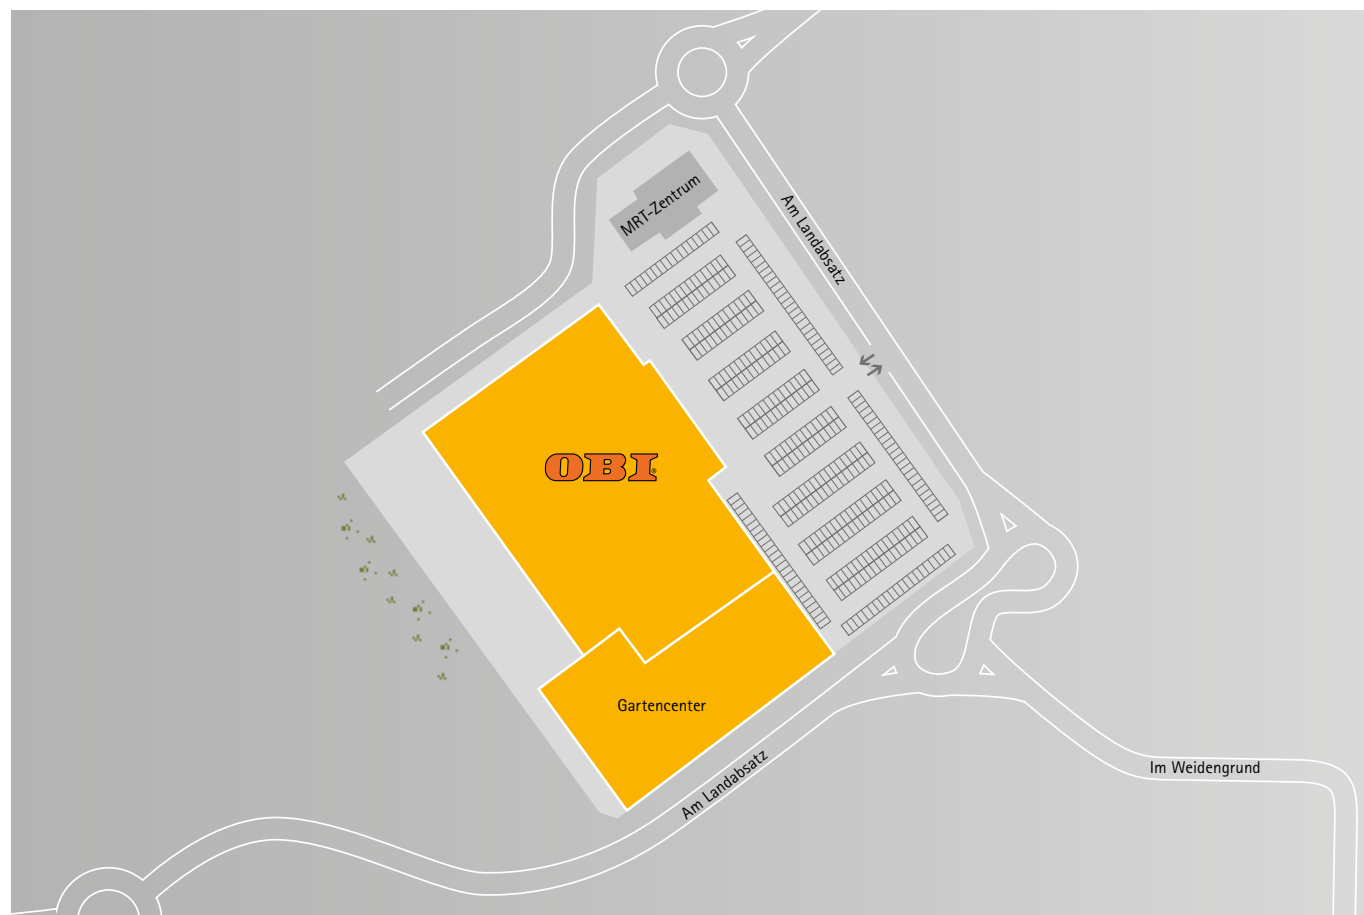 MRT-Zentrum
Am Landabsatz
OBI®
Gartencenter
Am Landabsatz
Im Weidengrund